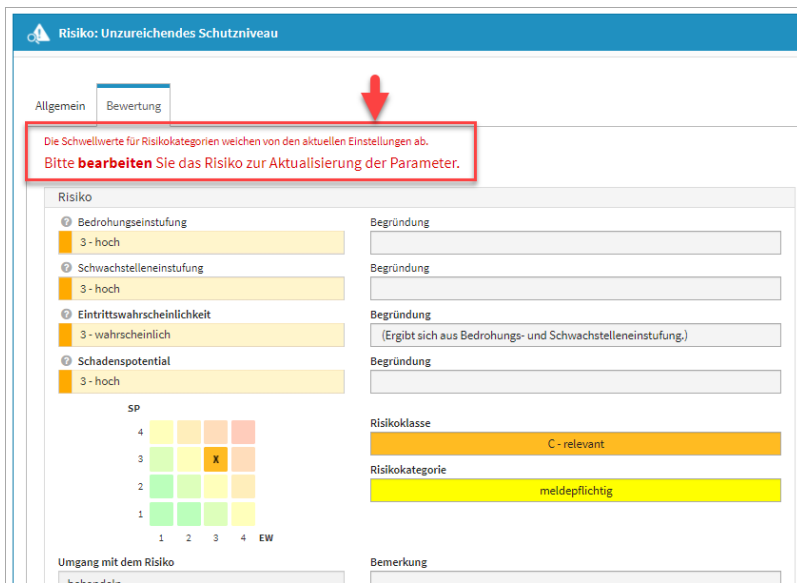 Risiko: Unzureichendes Schutzniveau
Allgemein Bewertung
Die Schwellwerte für Risikokategorien weichen von den aktuellen Einstellungen ab.
Bitte bearbeiten Sie das Risiko zur Aktualisierung der Parameter.
Risiko
Bedrohungseinstufung Begründung
3 - hoch
Schwachstelleneinstufung Begründung
3 - hoch
Eintrittswahrscheinlichkeit Begründung
3 - wahrscheinlich (Ergibt sich aus Bedrohungs- und Schwachstelleneinstufung.)
Schadenspotential Begründung
3 - hoch
SP
4
Risikoklasse
3 X
C - relevant
Risikokategorie
2
meldepflichtig
1
1 2 3 4 EW
Umgang mit dem Risiko Bemerkung
behandeln